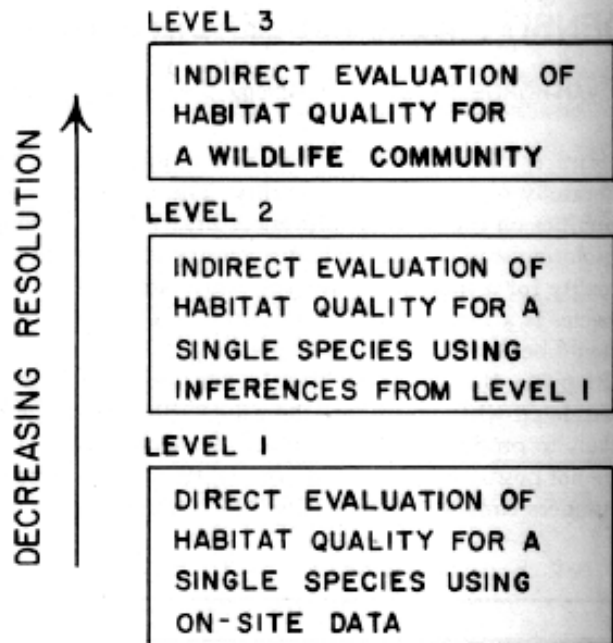 LEVEL 3
INDIRECT EVALUATION OF
HABITAT QUALITY FOR
A WILDLIFE COMMUNITY
LEVEL 2
INDIRECT EVALUATION OF
HABITAT QUALITY FOR A
SINGLE SPECIES USING
INFERENCES FROM LEVEL I
LEVEL I
DIRECT EVALUATION OF
HABITAT QUALITY FOR A
SINGLE SPECIES USING
ON-SITE DATA
DECREASING RESOLUTION